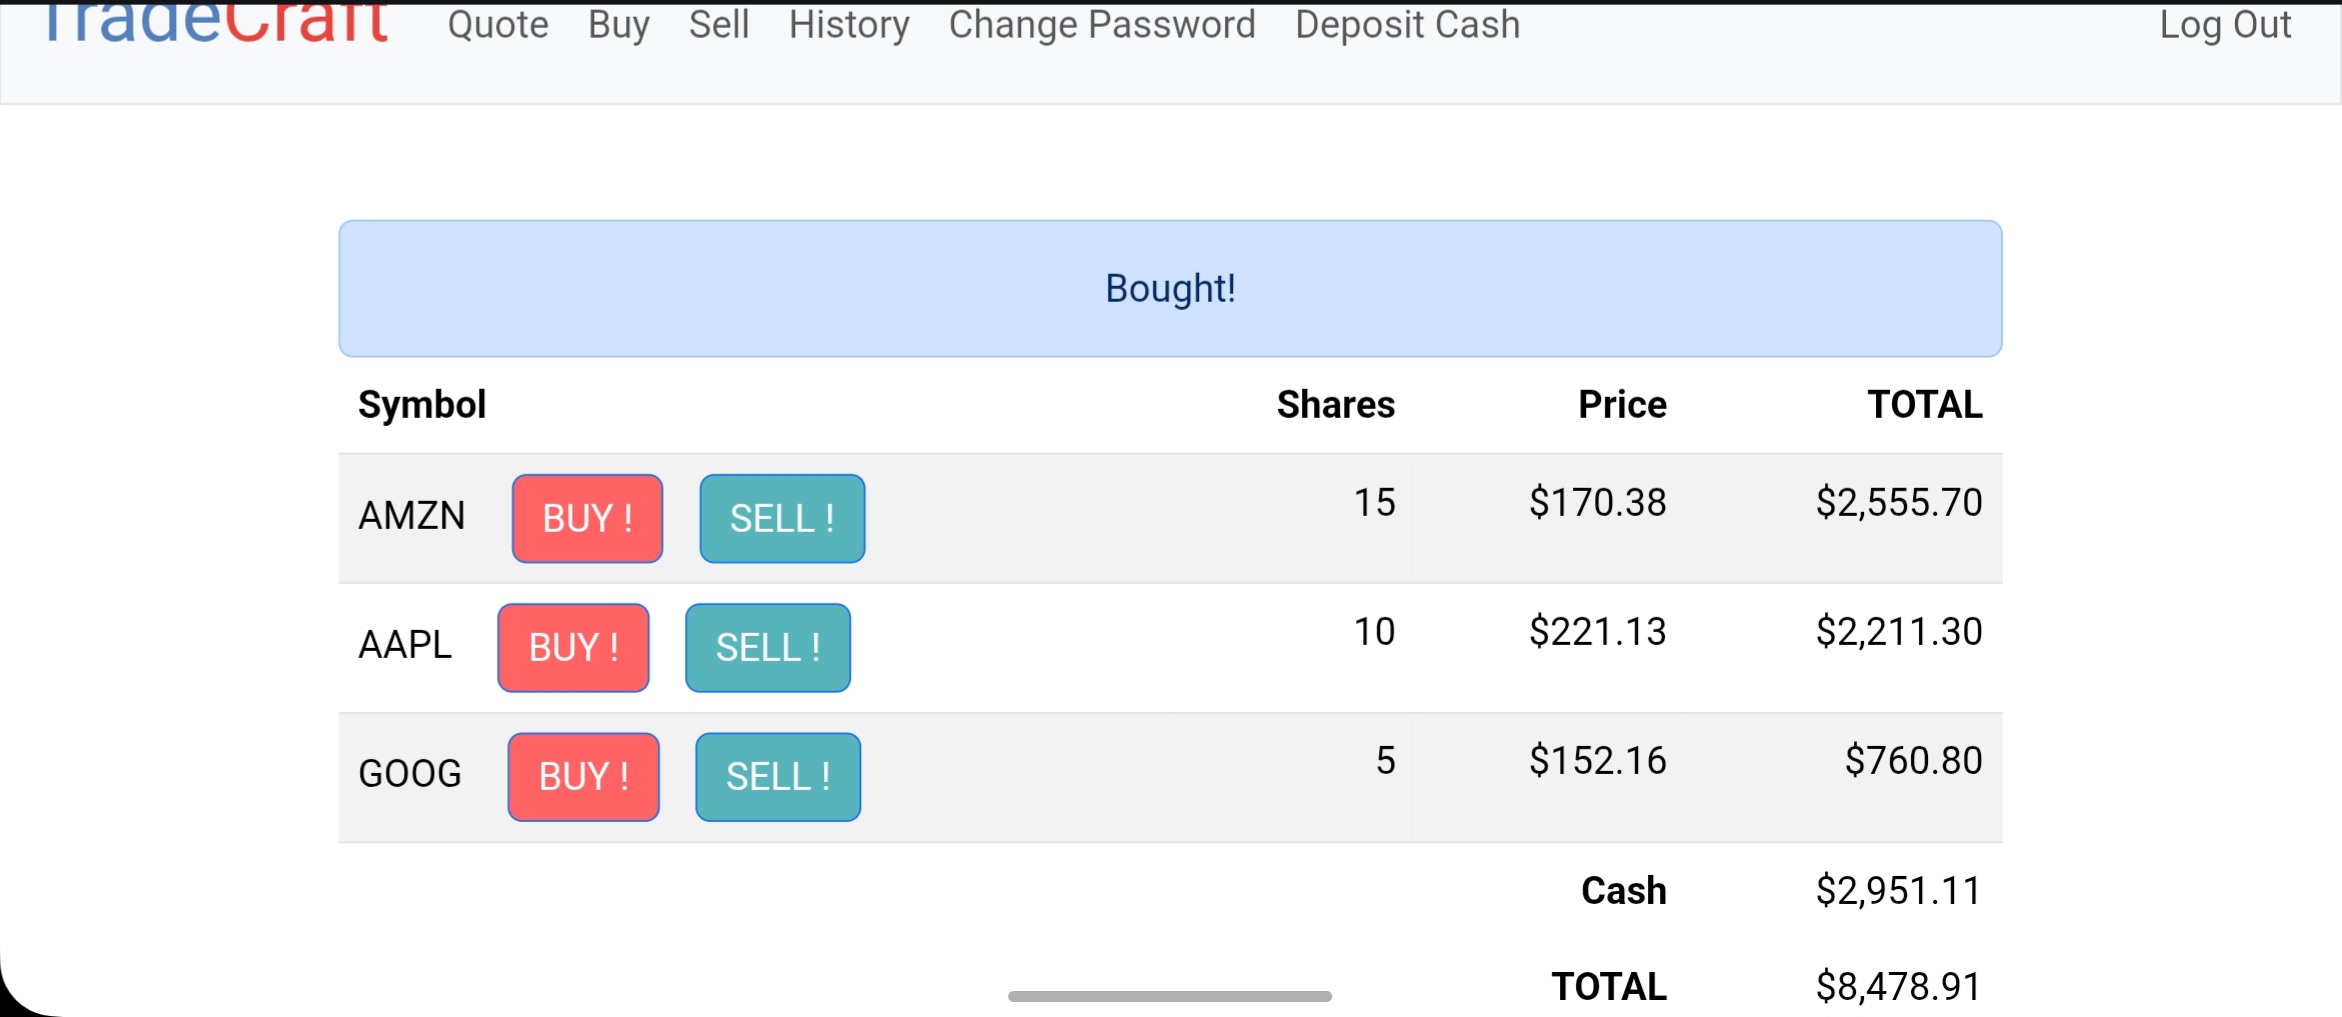 TradeCraft Quote Buy Sell History Change Password Deposit Cash Log Out
Bought!
Symbol Shares Price TOTAL
AMZN BUY ! SELL ! 15 $170.38 $2,555.70
AAPL BUY ! SELL ! 10 $221.13 $2,211.30
GOOG BUY ! SELL ! 5 $152.16 $760.80
Cash $2,951.11
TOTAL $8,478.91